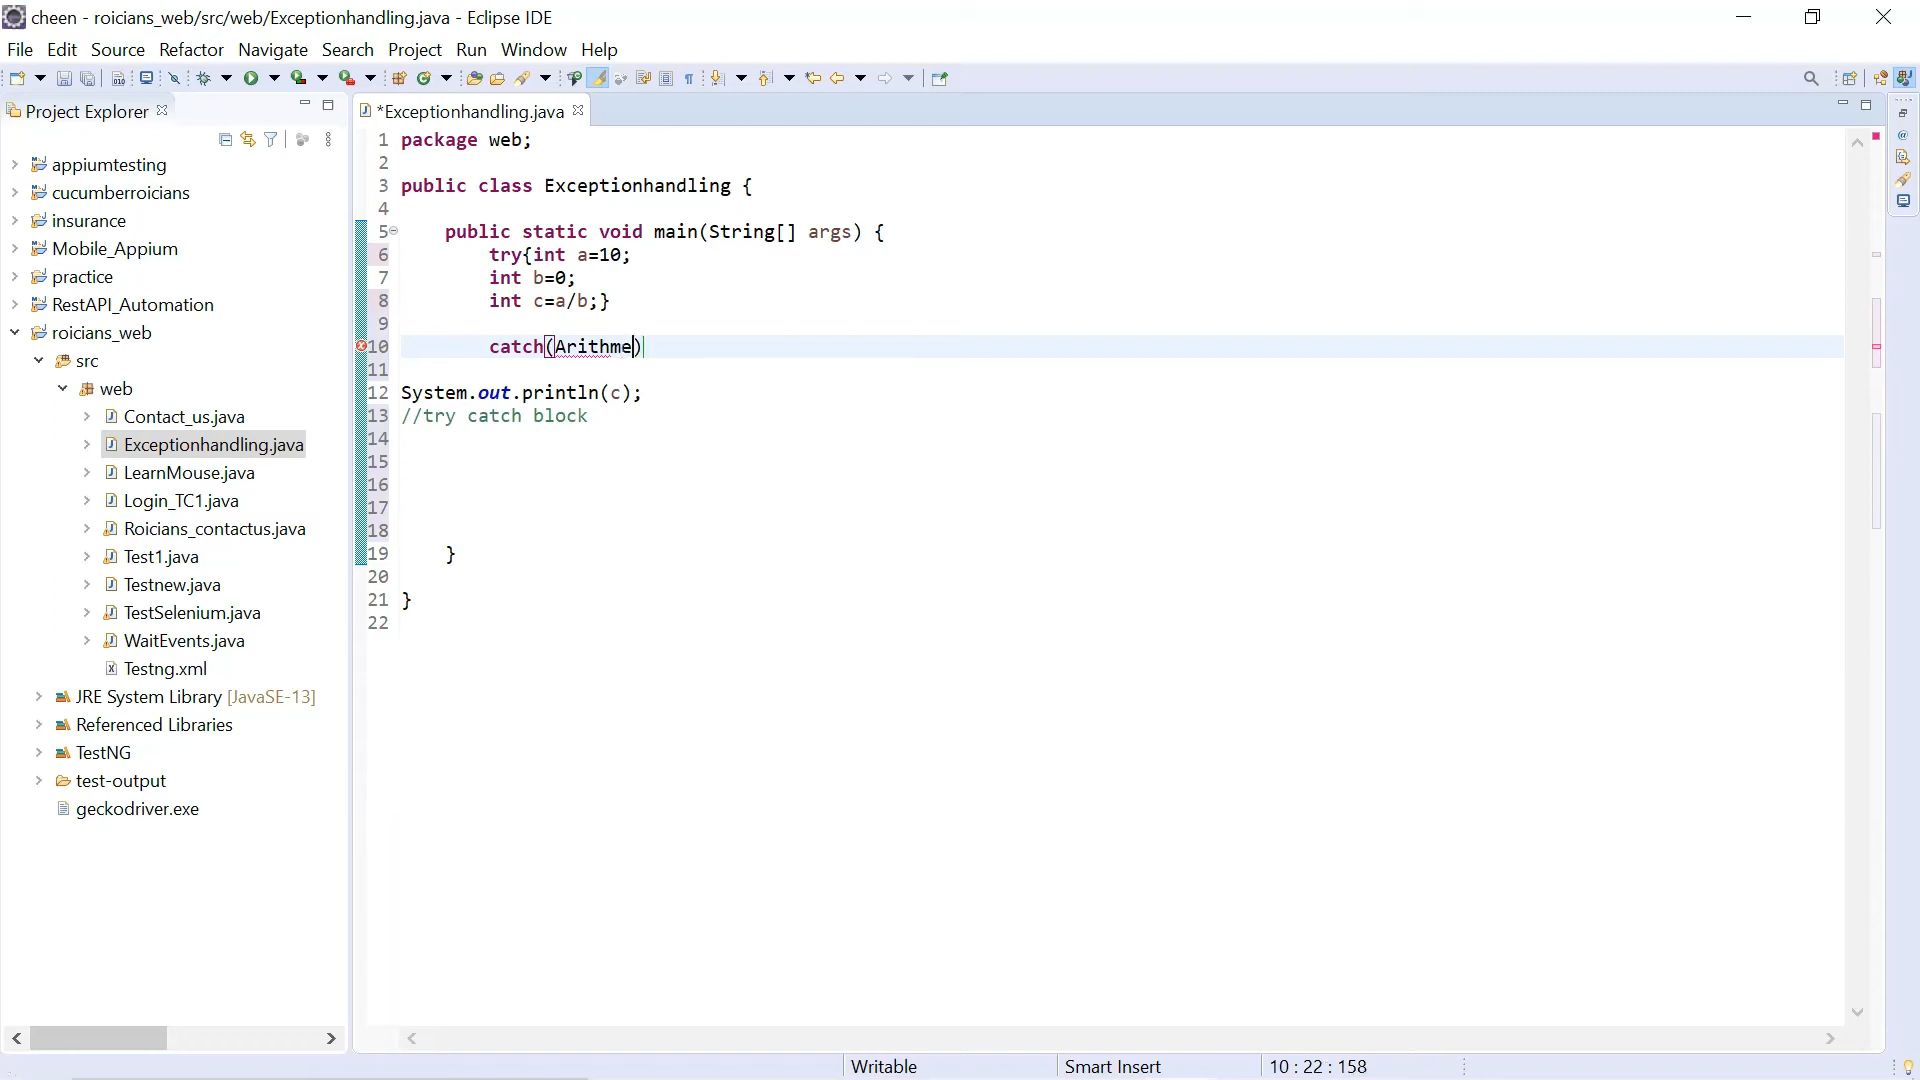 cheen - roicians_web/src/web/Exceptionhandling.java - Eclipse IDE
File Edit Source Refactor Navigate Search Project Run Window Help
Project Explorer
appiumtesting
cucumberroicians
insurance
Mobile_Appium
practice
RestAPI_Automation
roicians_web
src
web
Contact_us.java
Exceptionhandling.java
LearnMouse.java
Login_TC1.java
Roicians_contactus.java
Test1.java
Testnew.java
TestSelenium.java
WaitEvents.java
Testng.xml
JRE System Library [JavaSE-13]
Referenced Libraries
TestNG
test-output
geckodriver.exe
*Exceptionhandling.java
1 package web;
2
3 public class Exceptionhandling {
4
5 public static void main(String[] args) {
6 try{int a=10;
7 int b=0;
8 int c=a/b;}
9
10 catch(Arithme)
11
12 System.out.println(c);
13 //try catch block
14
15
16
17
18
19 }
20
21 }
22
Writable Smart Insert 10 : 22 : 158